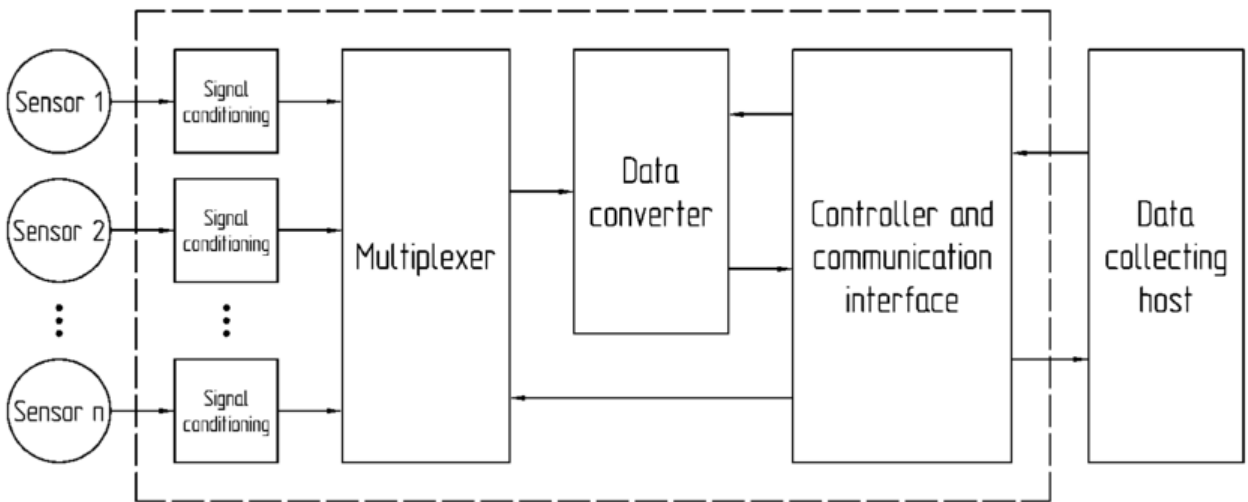 Sensor 1
Signal
conditioning
Sensor 2
Signal
conditioning
Sensor n
Signal
conditioning
Multiplexer
Data
converter
Controller and
communication
interface
Data
collecting
host